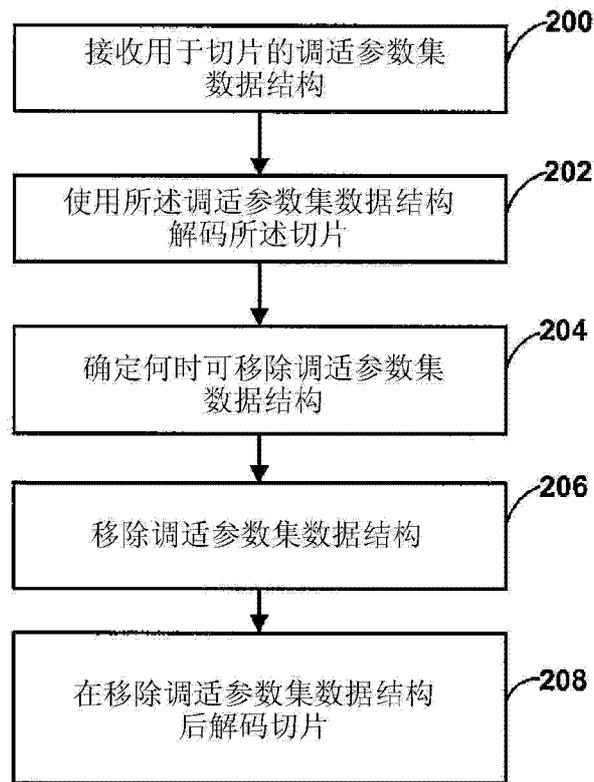 接收用于切片的调适参数集
数据结构
200
使用所述调适参数集数据结构
解码所述切片
202
确定何时可移除调适参数集
数据结构
204
移除调适参数集数据结构
206
在移除调适参数集数据结构
后解码切片
208